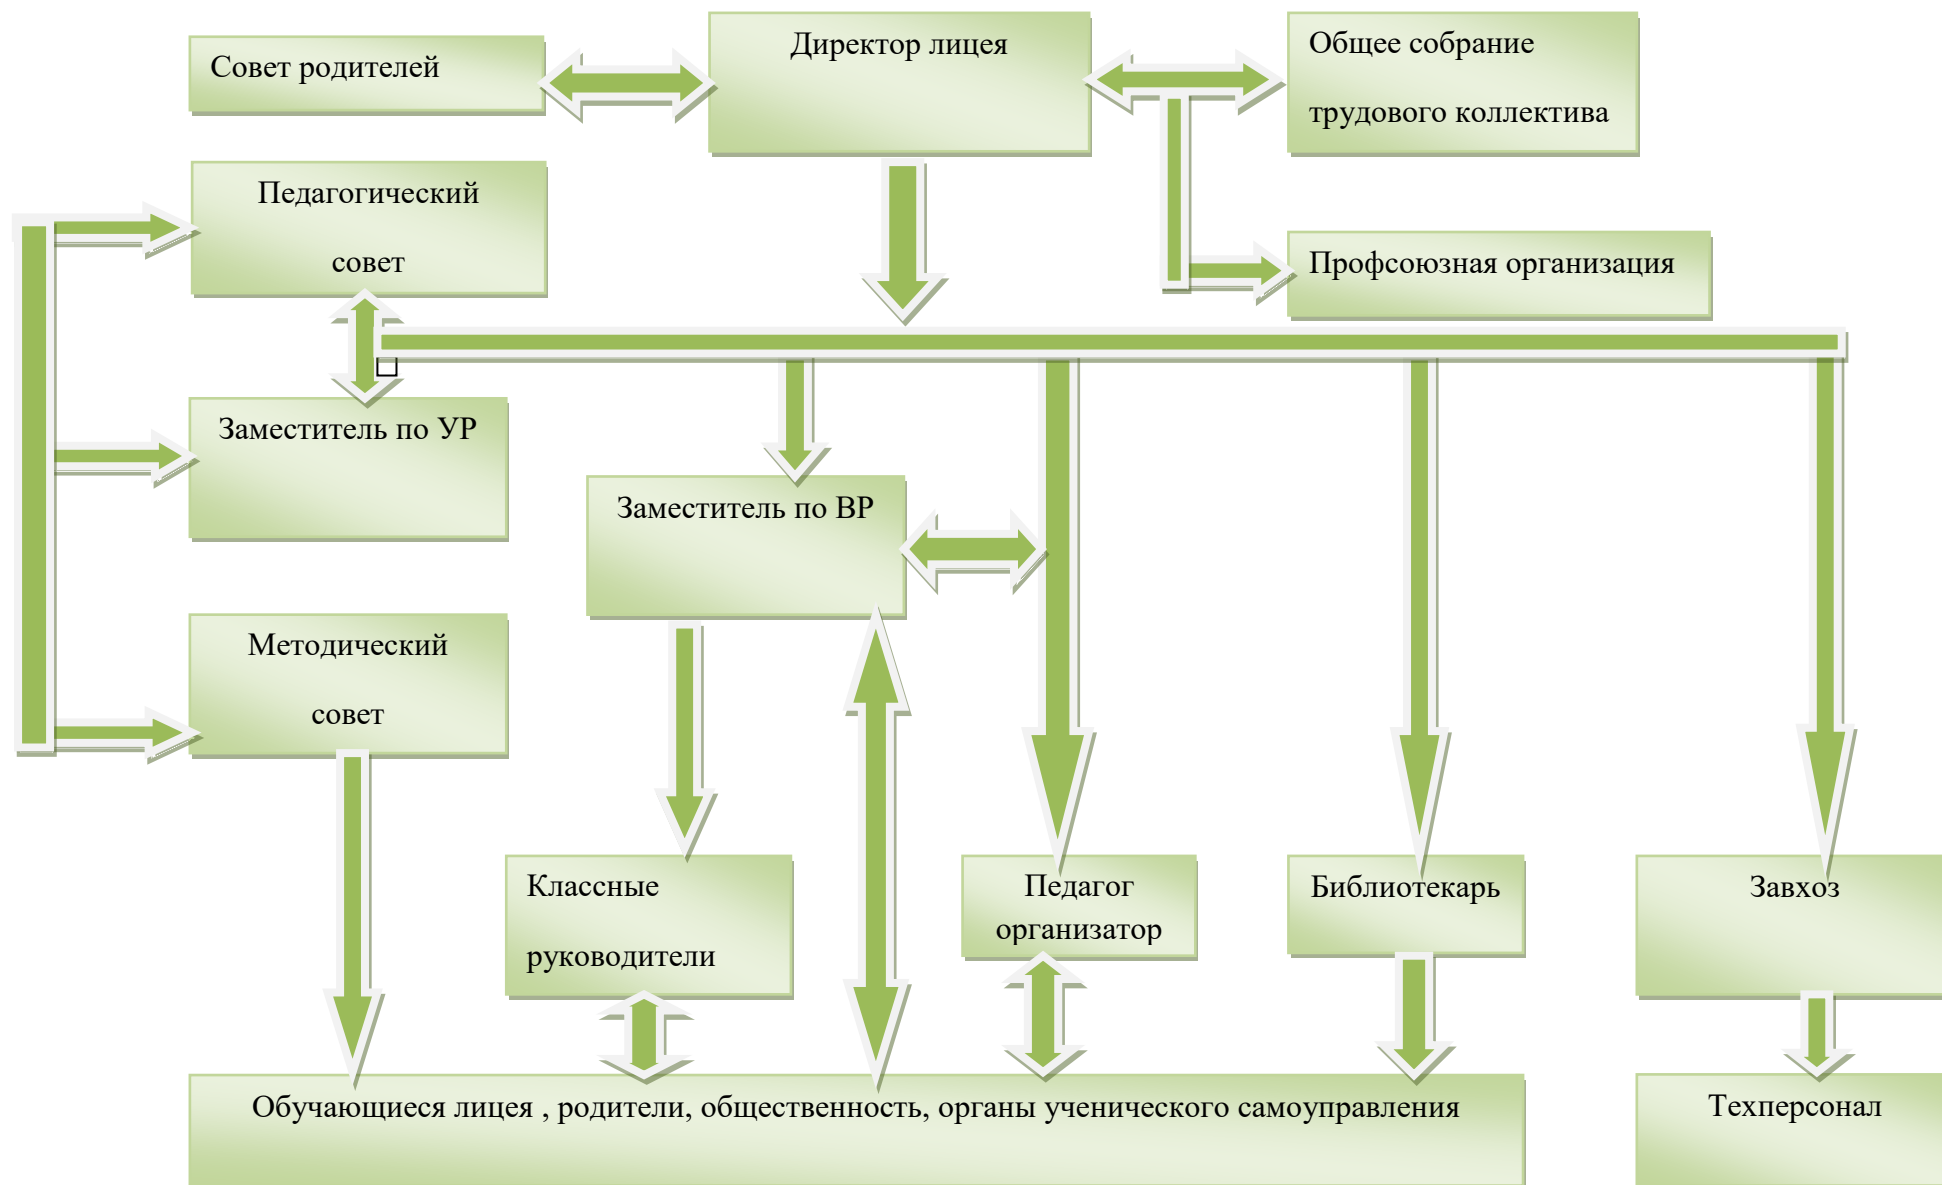 Совет родителей
Директор лицея
Общее собрание
трудового коллектива
Педагогический
совет
Профсоюзная организация
Заместитель по УР
Заместитель по ВР
Методический
совет
Классные
руководители
Педагог
организатор
Библиотекарь
Завхоз
Обучающиеся лицея , родители, общественность, органы ученического самоуправления
Техперсонал